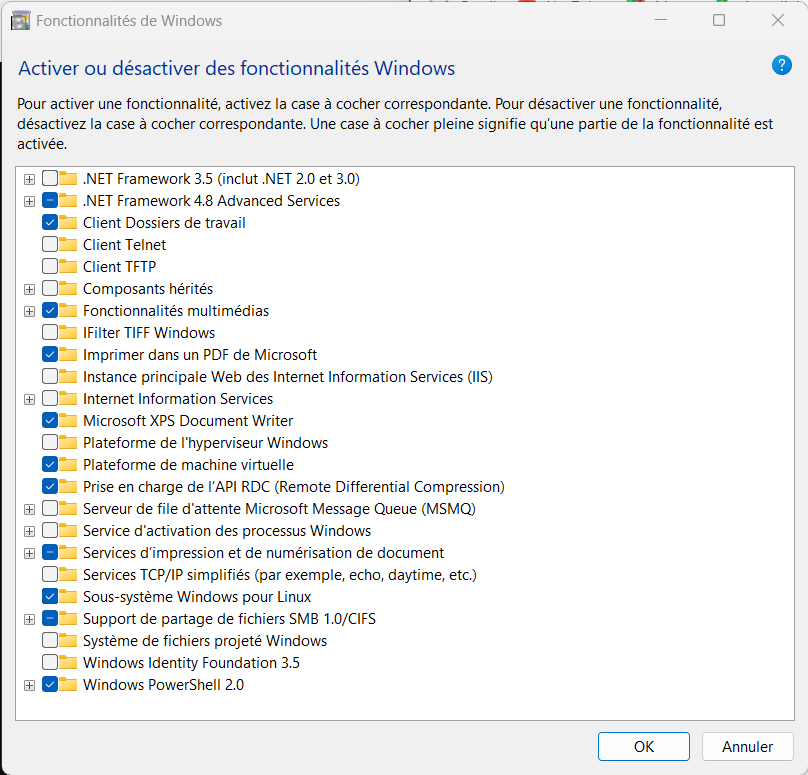 Fonctionnalités de Windows
Activer ou désactiver des fonctionnalités Windows
?
Pour activer une fonctionnalité, activez la case à cocher correspondante. Pour désactiver une fonctionnalité,
désactivez la case à cocher correspondante. Une case à cocher pleine signifie qu’une partie de la fonctionnalité est
activée.
.NET Framework 3.5 (inclut .NET 2.0 et 3.0)
.NET Framework 4.8 Advanced Services
Client Dossiers de travail
Client Telnet
Client TFTP
Composants hérités
Fonctionnalités multimédias
IFilter TIFF Windows
Imprimer dans un PDF de Microsoft
Instance principale Web des Internet Information Services (IIS)
Internet Information Services
Microsoft XPS Document Writer
Plateforme de l'hyperviseur Windows
Plateforme de machine virtuelle
Prise en charge de l’API RDC (Remote Differential Compression)
Serveur de file d'attente Microsoft Message Queue (MSMQ)
Service d'activation des processus Windows
Services d’impression et de numérisation de document
Services TCP/IP simplifiés (par exemple, echo, daytime, etc.)
Sous-système Windows pour Linux
Support de partage de fichiers SMB 1.0/CIFS
Système de fichiers projeté Windows
Windows Identity Foundation 3.5
Windows PowerShell 2.0
OK
Annuler